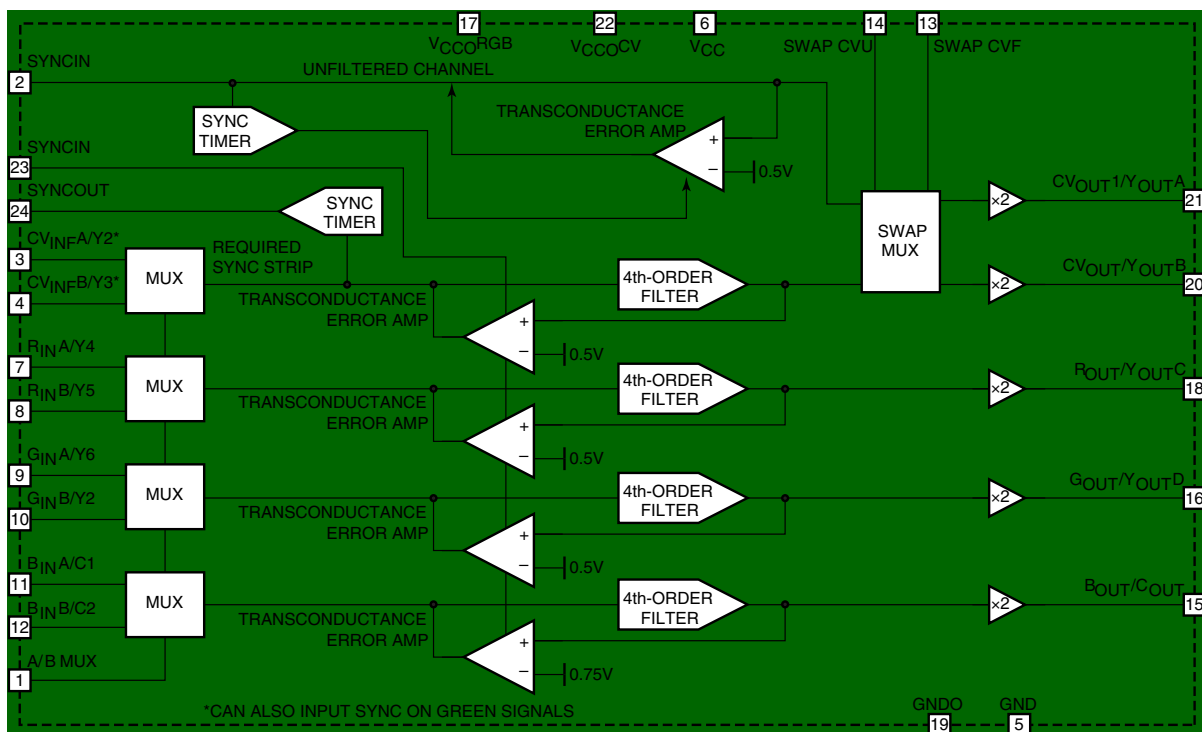 17 22 6 14 13
VCCORGB VCCOCV VCC SWAP CVU SWAP CVF
SYNCIN
2
UNFILTERED CHANNEL
SYNC TIMER
TRANSCONDUCTANCE
ERROR AMP
+
−
0.5V
SYNCIN
23
SYNCOUT
24
SYNC TIMER
SWAP MUX
×2
CVOUT1/YOUTA
21
CVINFA/Y2*
3
CVINFB/Y3*
4
MUX
REQUIRED
SYNC STRIP
TRANSCONDUCTANCE
ERROR AMP
+
−
0.5V
4th-ORDER
FILTER
×2
CVOUT/YOUTB
20
RINA/Y4
7
RINB/Y5
8
MUX
TRANSCONDUCTANCE
ERROR AMP
+
−
0.5V
4th-ORDER
FILTER
×2
ROUT/YOUTC
18
GINA/Y6
9
GINB/Y2
10
MUX
TRANSCONDUCTANCE
ERROR AMP
+
−
0.5V
4th-ORDER
FILTER
×2
GOUT/YOUTD
16
BINA/C1
11
BINB/C2
12
MUX
TRANSCONDUCTANCE
ERROR AMP
+
−
0.75V
4th-ORDER
FILTER
×2
BOUT/COUT
15
A/B MUX
1
*CAN ALSO INPUT SYNC ON GREEN SIGNALS
GNDO GND
19 5